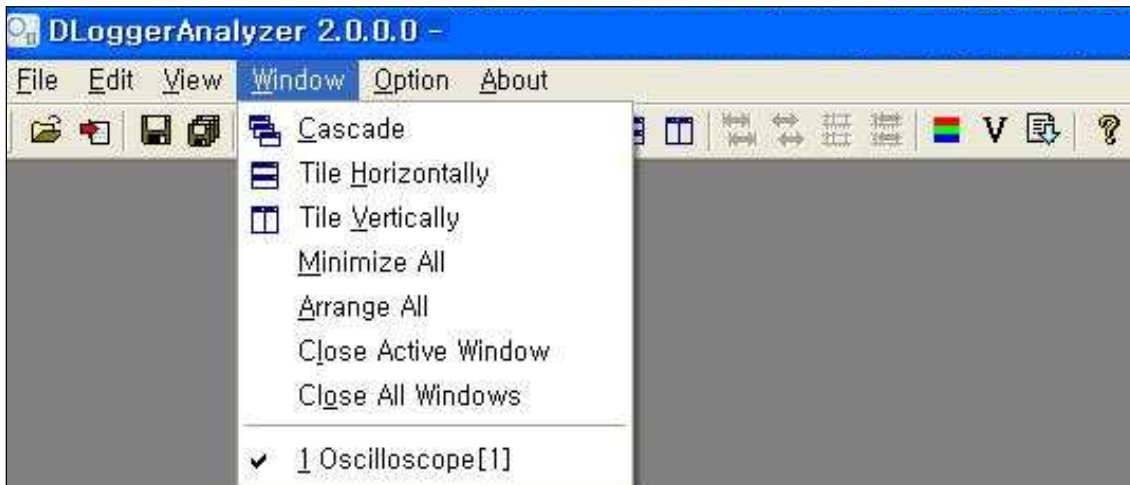 DLoggerAnalyzer 2.0.0.0 -
File Edit View Window Option About
V ?
Cascade
Tile Horizontally
Tile Vertically
Minimize All
Arrange All
Close Active Window
Close All Windows
1 Oscilloscope[1]